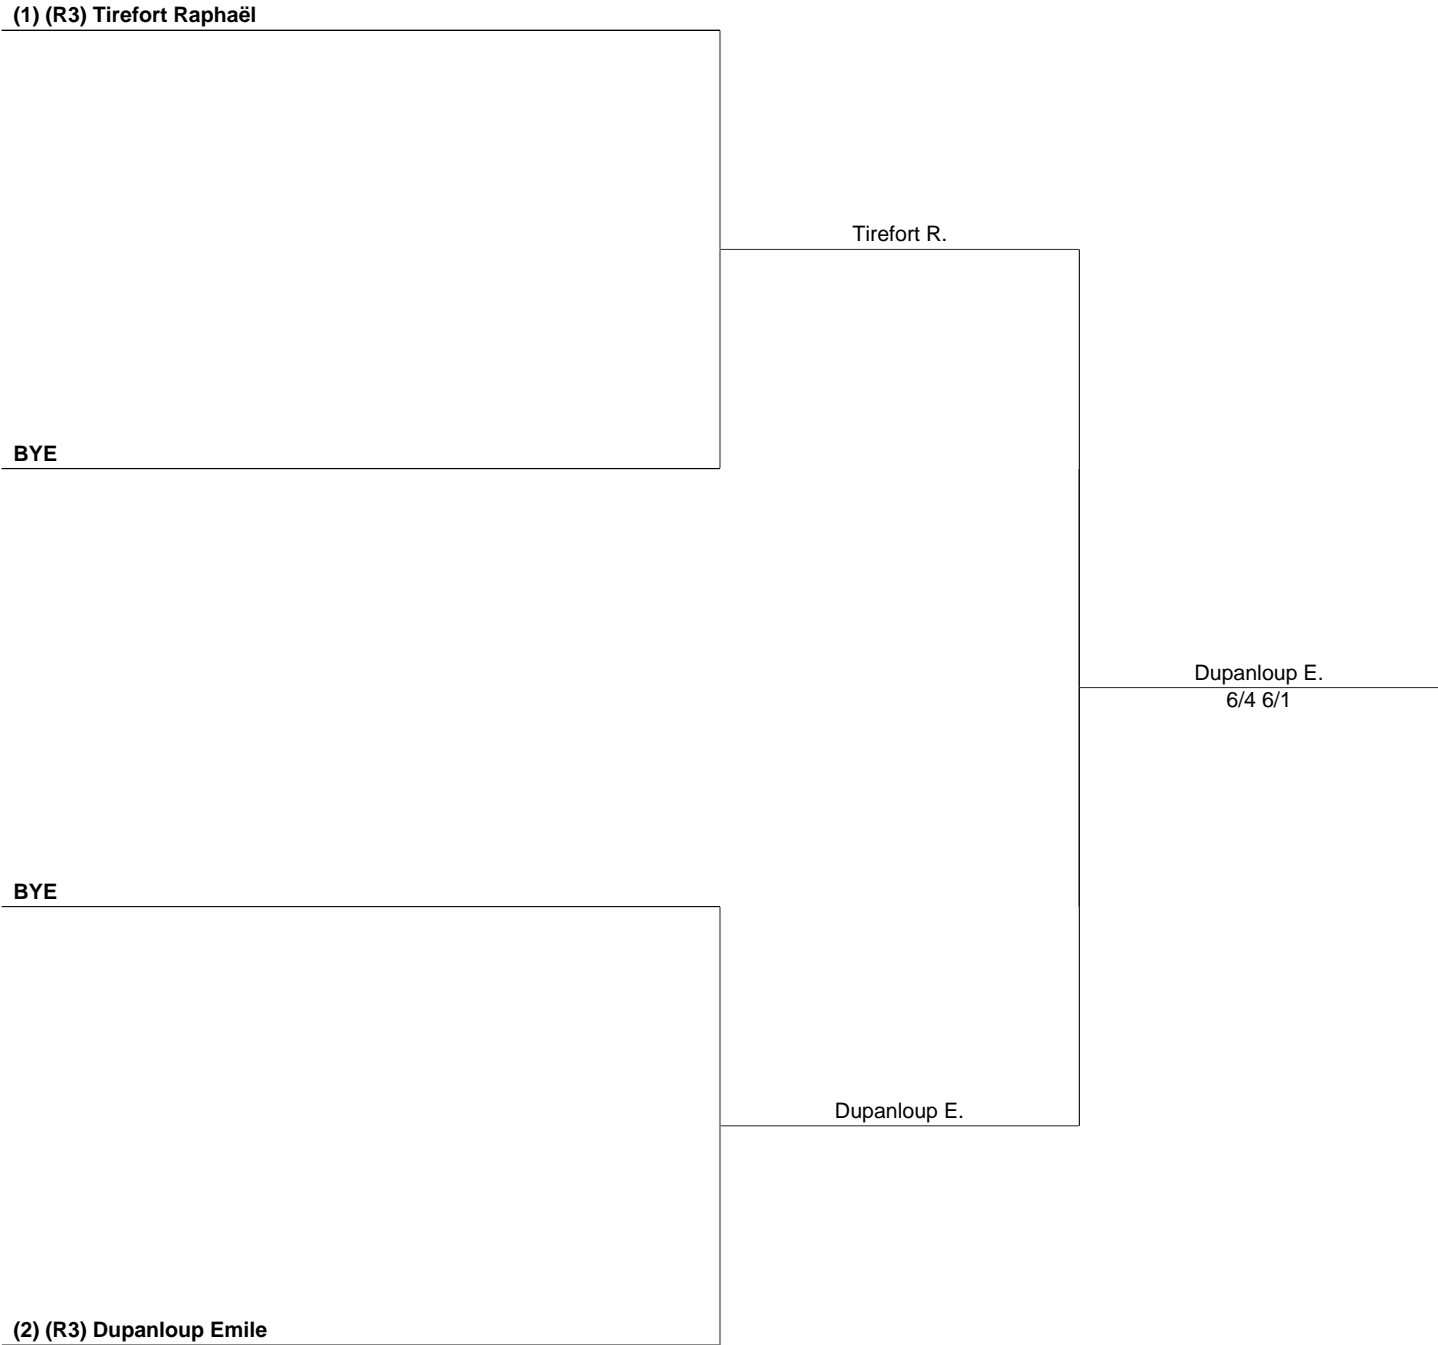 (1) (R3) Tirefort Raphaël
Tirefort R.
BYE
Dupanloup E.
6/4 6/1
BYE
Dupanloup E.
(2) (R3) Dupanloup Emile